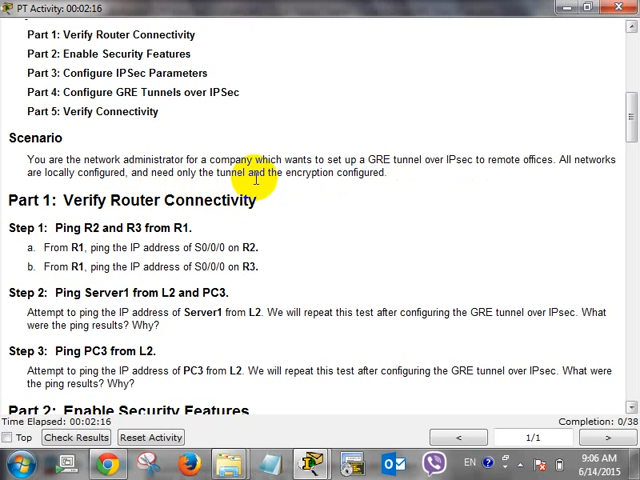 PT Activity: 00:02:16
Part 1: Verify Router Connectivity
Part 2: Enable Security Features
Part 3: Configure IPSec Parameters
Part 4: Configure GRE Tunnels over IPSec
Part 5: Verify Connectivity
Scenario
You are the network administrator for a company which wants to set up a GRE tunnel over IPsec to remote offices. All networks
are locally configured, and need only the tunnel and the encryption configured.
Part 1: Verify Router Connectivity
Step 1: Ping R2 and R3 from R1.
a. From R1, ping the IP address of S0/0/0 on R2.
b. From R1, ping the IP address of S0/0/0 on R3.
Step 2: Ping Server1 from L2 and PC3.
Attempt to ping the IP address of Server1 from L2. We will repeat this test after configuring the GRE tunnel over IPsec. What
were the ping results? Why?
Step 3: Ping PC3 from L2.
Attempt to ping the IP address of PC3 from L2. We will repeat this test after configuring the GRE tunnel over IPsec. What were
the ping results? Why?
Part 2: Enable Security Features
Time Elapsed: 00:02:16 Completion: 0/38
Top Check Results Reset Activity < 1/1 >
EN 9:06 AM
6/14/2015